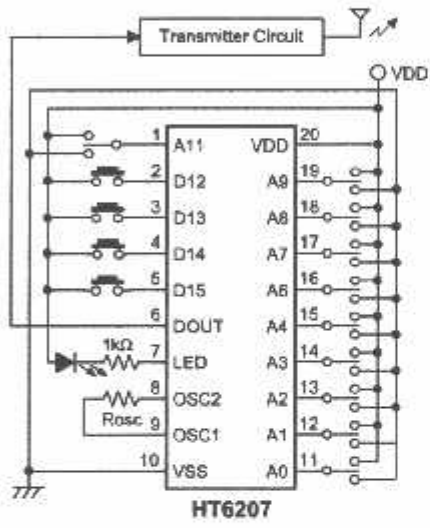 Transmitter Circuit
VDD
1 A11 VDD 20
2 D12 A9 19
3 D13 A8 18
4 D14 A7 17
5 D15 A6 16
6 DOUT A4 15
1kΩ
7 LED A3 14
8 OSC2 A2 13
Rosc
9 OSC1 A1 12
10 VSS A0 11
HT6207